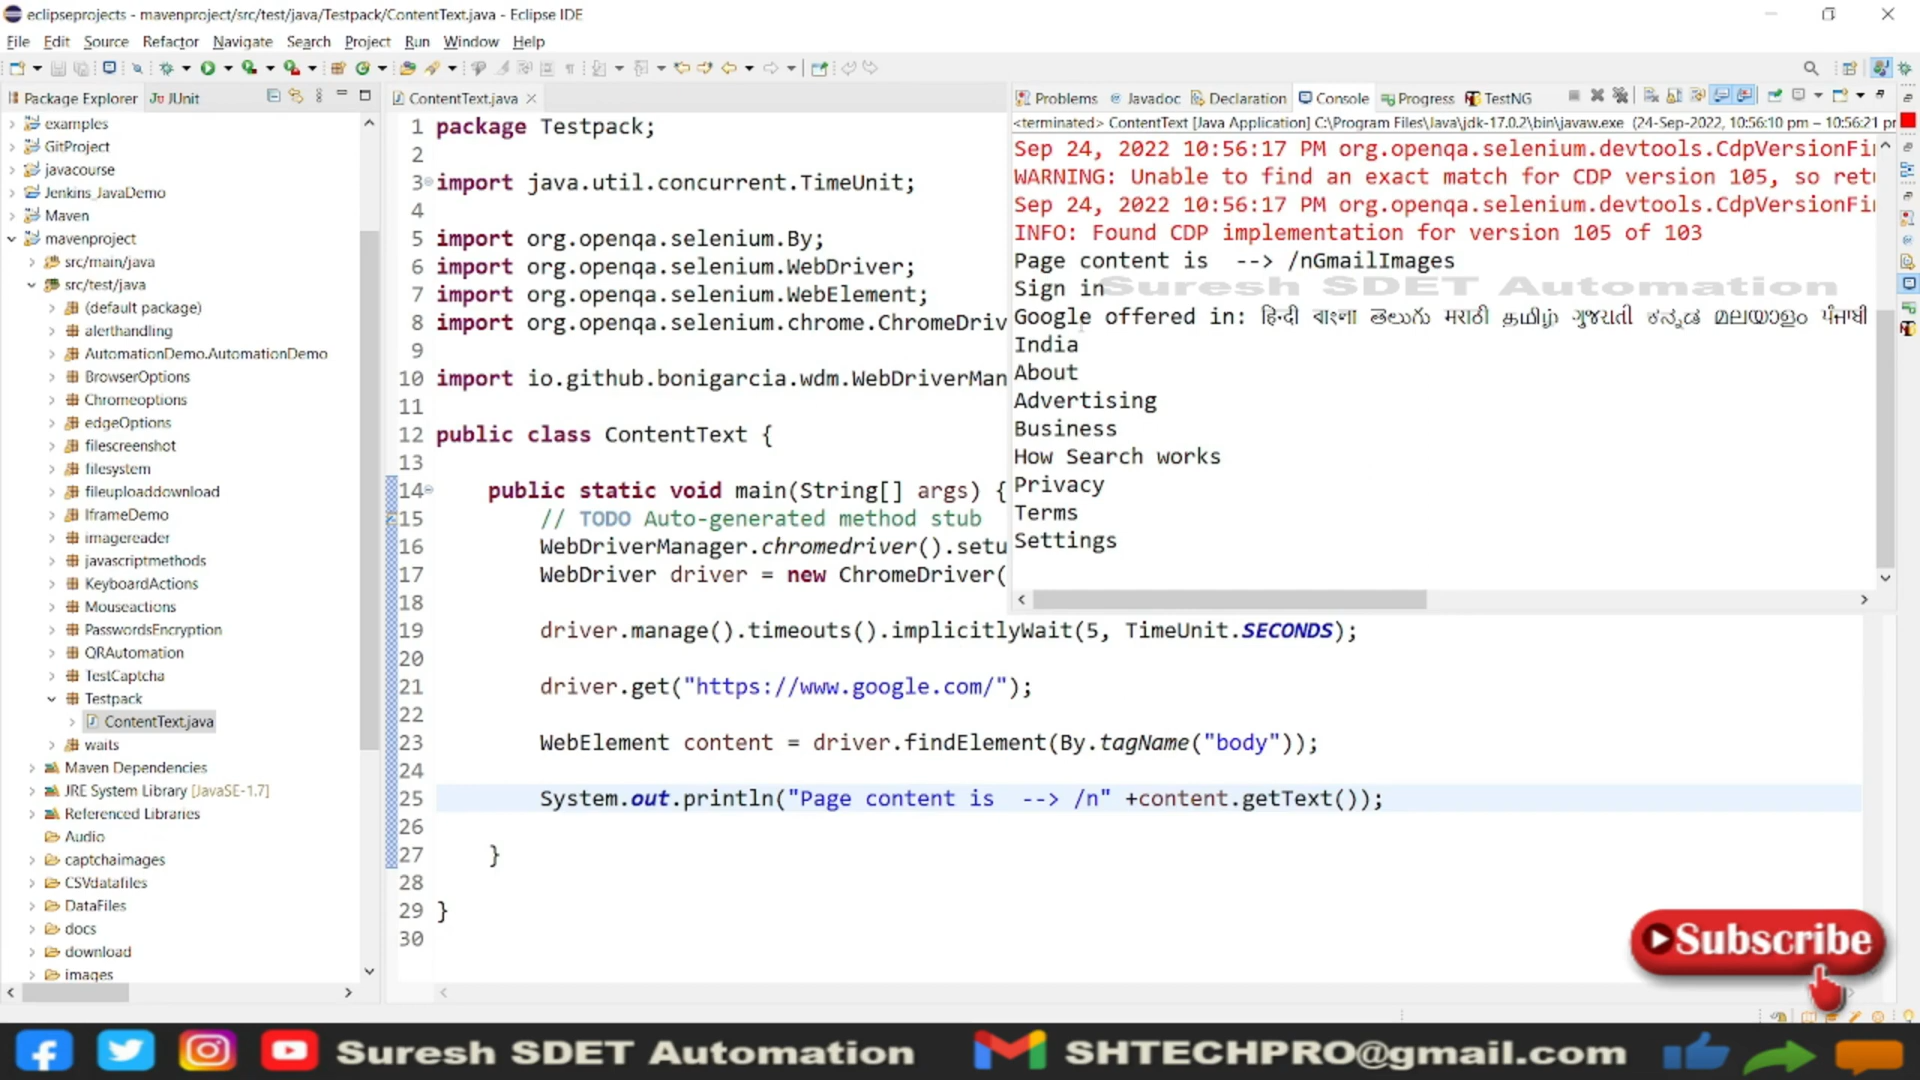 eclipseprojects - mavenproject/src/test/java/Testpack/ContentText.java - Eclipse IDE
File Edit Source Refactor Navigate Search Project Run Window Help
Package Explorer JUnit
examples
GitProject
javacourse
Jenkins_JavaDemo
Maven
mavenproject
src/main/java
src/test/java
(default package)
alerthandling
AutomationDemo.AutomationDemo
BrowserOptions
Chromeoptions
edgeOptions
filescreenshot
filesystem
fileuploaddownload
IframeDemo
imagereader
javascriptmethods
KeyboardActions
Mouseactions
PasswordsEncryption
QRAutomation
TestCaptcha
Testpack
ContentText.java
waits
Maven Dependencies
JRE System Library [JavaSE-1.7]
Referenced Libraries
Audio
captchaimages
CSVdatafiles
DataFiles
docs
download
images
ContentText.java
1 package Testpack;
2
3 import java.util.concurrent.TimeUnit;
4
5 import org.openqa.selenium.By;
6 import org.openqa.selenium.WebDriver;
7 import org.openqa.selenium.WebElement;
8 import org.openqa.selenium.chrome.ChromeDriv
9
10 import io.github.bonigarcia.wdm.WebDriverMan
11
12 public class ContentText {
13
14 public static void main(String[] args) {
15 // TODO Auto-generated method stub
16 WebDriverManager.chromedriver().setu
17 WebDriver driver = new ChromeDriver(
18
19 driver.manage().timeouts().implicitlyWait(5, TimeUnit.SECONDS);
20
21 driver.get("https://www.google.com/");
22
23 WebElement content = driver.findElement(By.tagName("body"));
24
25 System.out.println("Page content is  --> /n" +content.getText());
26
27 }
28
29 }
30
Problems Javadoc Declaration Console Progress TestNG
<terminated> ContentText [Java Application] C:\Program Files\Java\jdk-17.0.2\bin\javaw.exe (24-Sep-2022, 10:56:10 pm – 10:56:21 pr
Sep 24, 2022 10:56:17 PM org.openqa.selenium.devtools.CdpVersionFi
WARNING: Unable to find an exact match for CDP version 105, so retu
Sep 24, 2022 10:56:17 PM org.openqa.selenium.devtools.CdpVersionFi
INFO: Found CDP implementation for version 105 of 103
Page content is  --> /nGmailImages
Sign in
Suresh SDET Automation
Google offered in: हिन्दी বাংলা తెలుగు मराठी தமிழ் ગુજરાતી ಕನ್ನಡ മലയാളം ਪੰਜਾਬੀ
India
About
Advertising
Business
How Search works
Privacy
Terms
Settings
Subscribe
Suresh SDET Automation SHTECHPRO@gmail.com